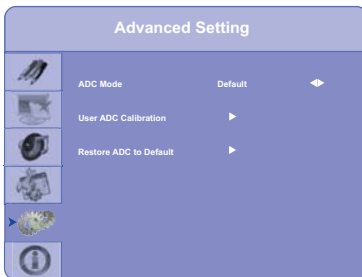 Advanced Setting
ADC Mode Default
User ADC Calibration
Restore ADC to Default